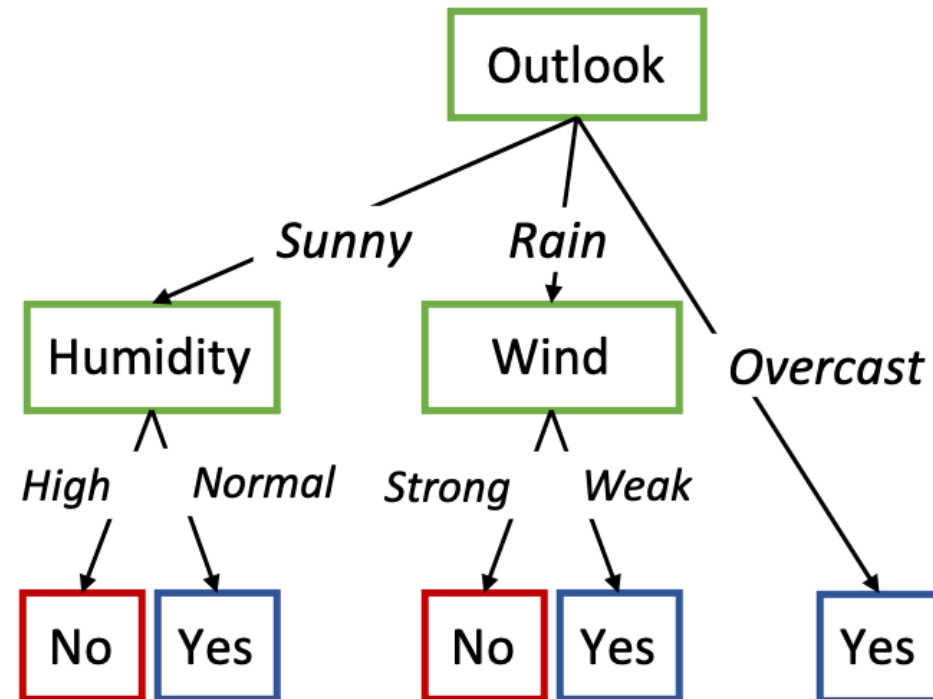 Outlook
Sunny Rain
Humidity Wind Overcast
High Normal Strong Weak
No Yes No Yes Yes